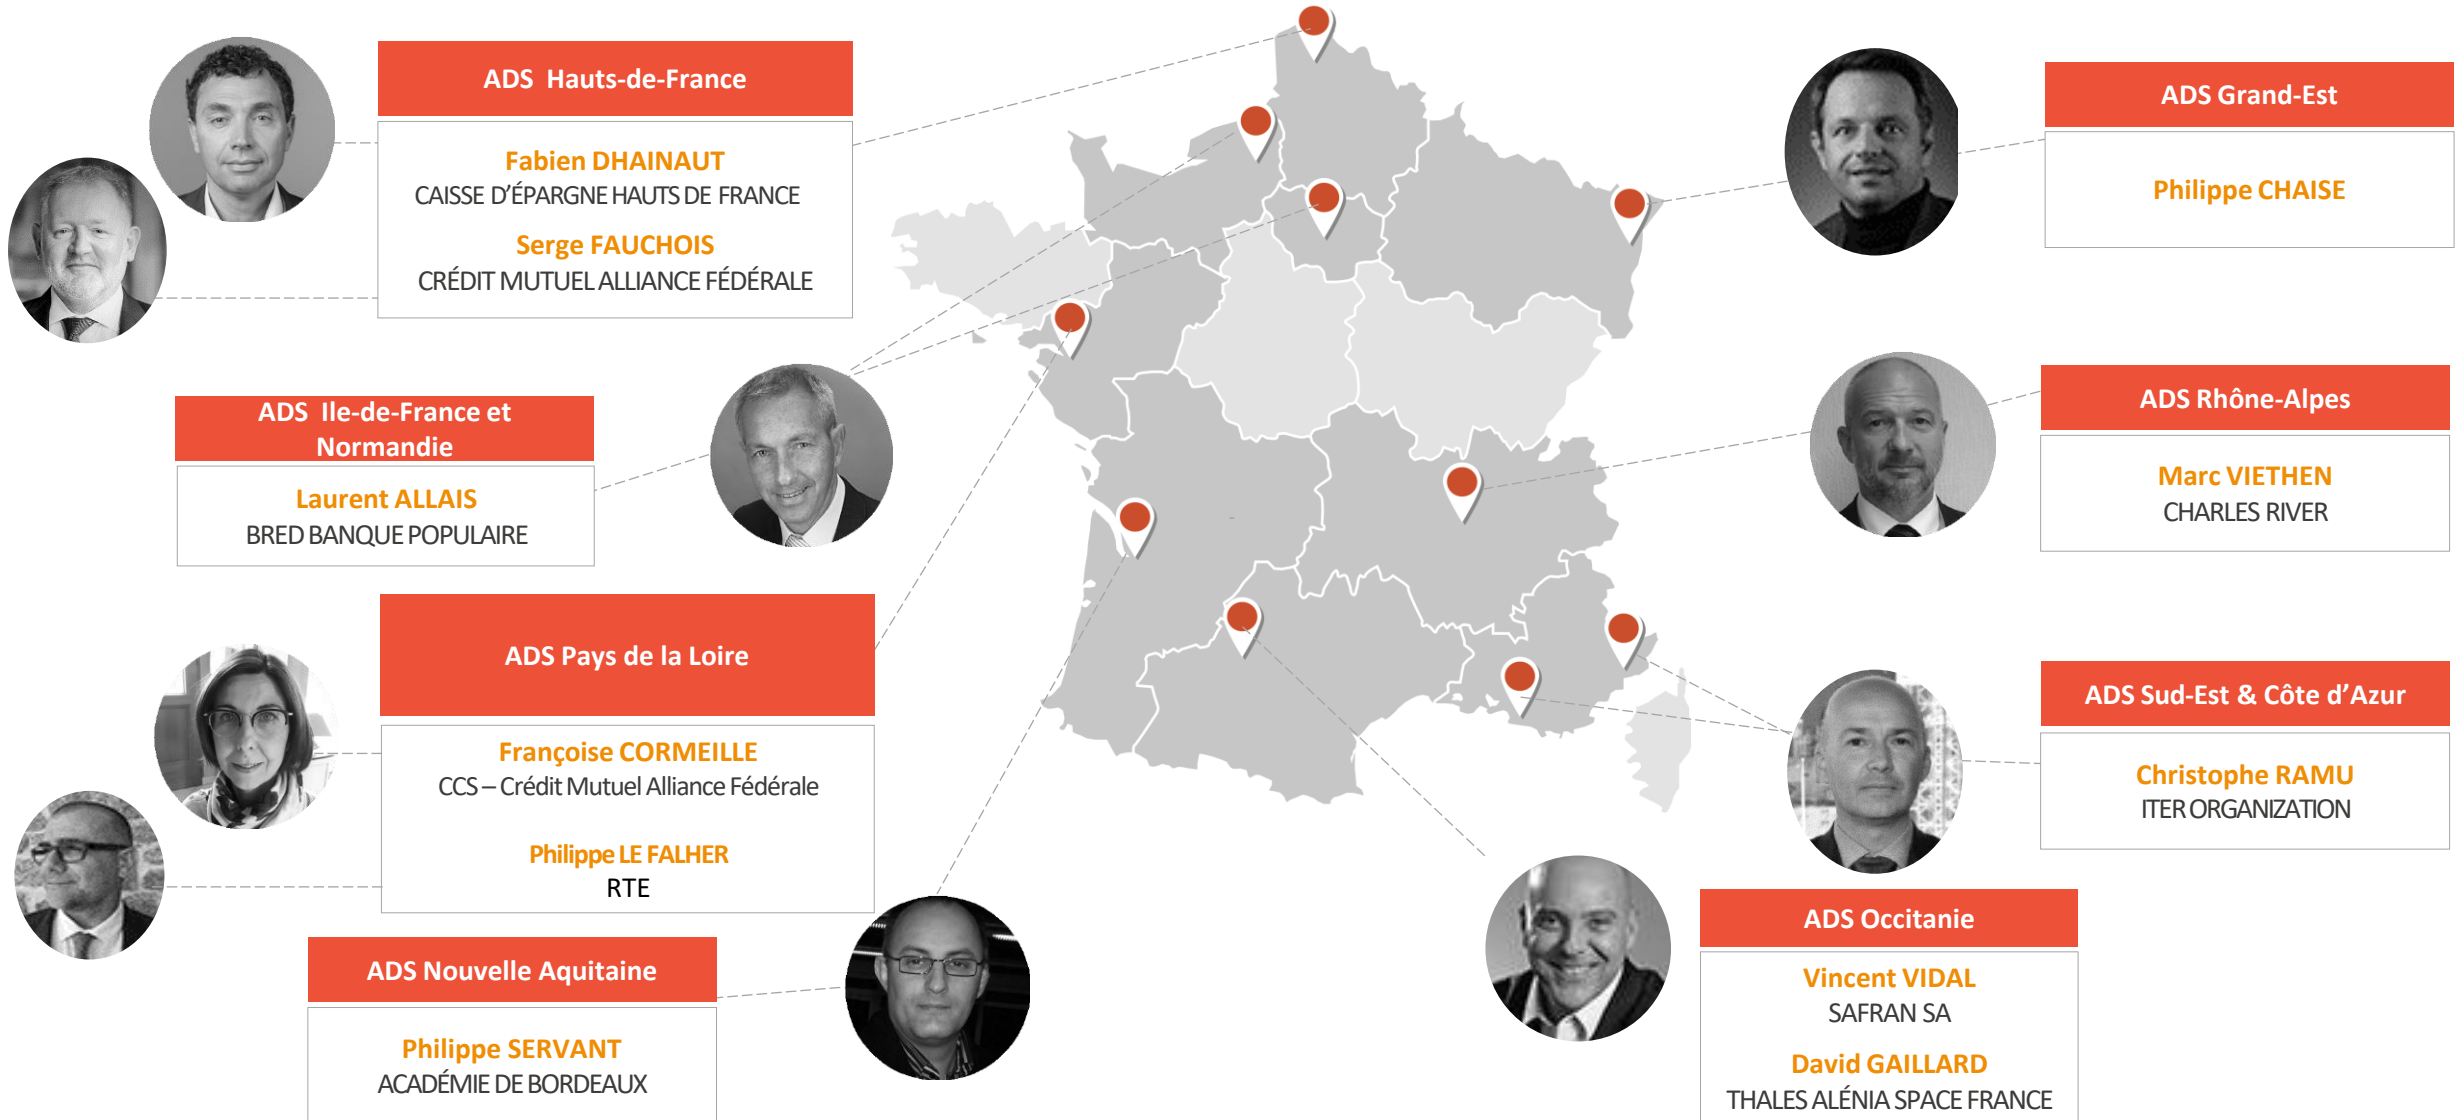 ADS Hauts-de-France
Fabien DHAINAUT
CAISSE D'ÉPARGNE HAUTS DE FRANCE
Serge FAUCHOIS
CRÉDIT MUTUEL ALLIANCE FÉDÉRALE
ADS Ile-de-France et
Normandie
Laurent ALLAIS
BRED BANQUE POPULAIRE
ADS Pays de la Loire
Françoise CORMEILLE
CCS – Crédit Mutuel Alliance Fédérale
Philippe LE FALHER
RTE
ADS Nouvelle Aquitaine
Philippe SERVANT
ACADÉMIE DE BORDEAUX
ADS Grand-Est
Philippe CHAISE
ADS Rhône-Alpes
Marc VIETHEN
CHARLES RIVER
ADS Sud-Est & Côte d’Azur
Christophe RAMU
ITER ORGANIZATION
ADS Occitanie
Vincent VIDAL
SAFRAN SA
David GAILLARD
THALES ALÉNIA SPACE FRANCE